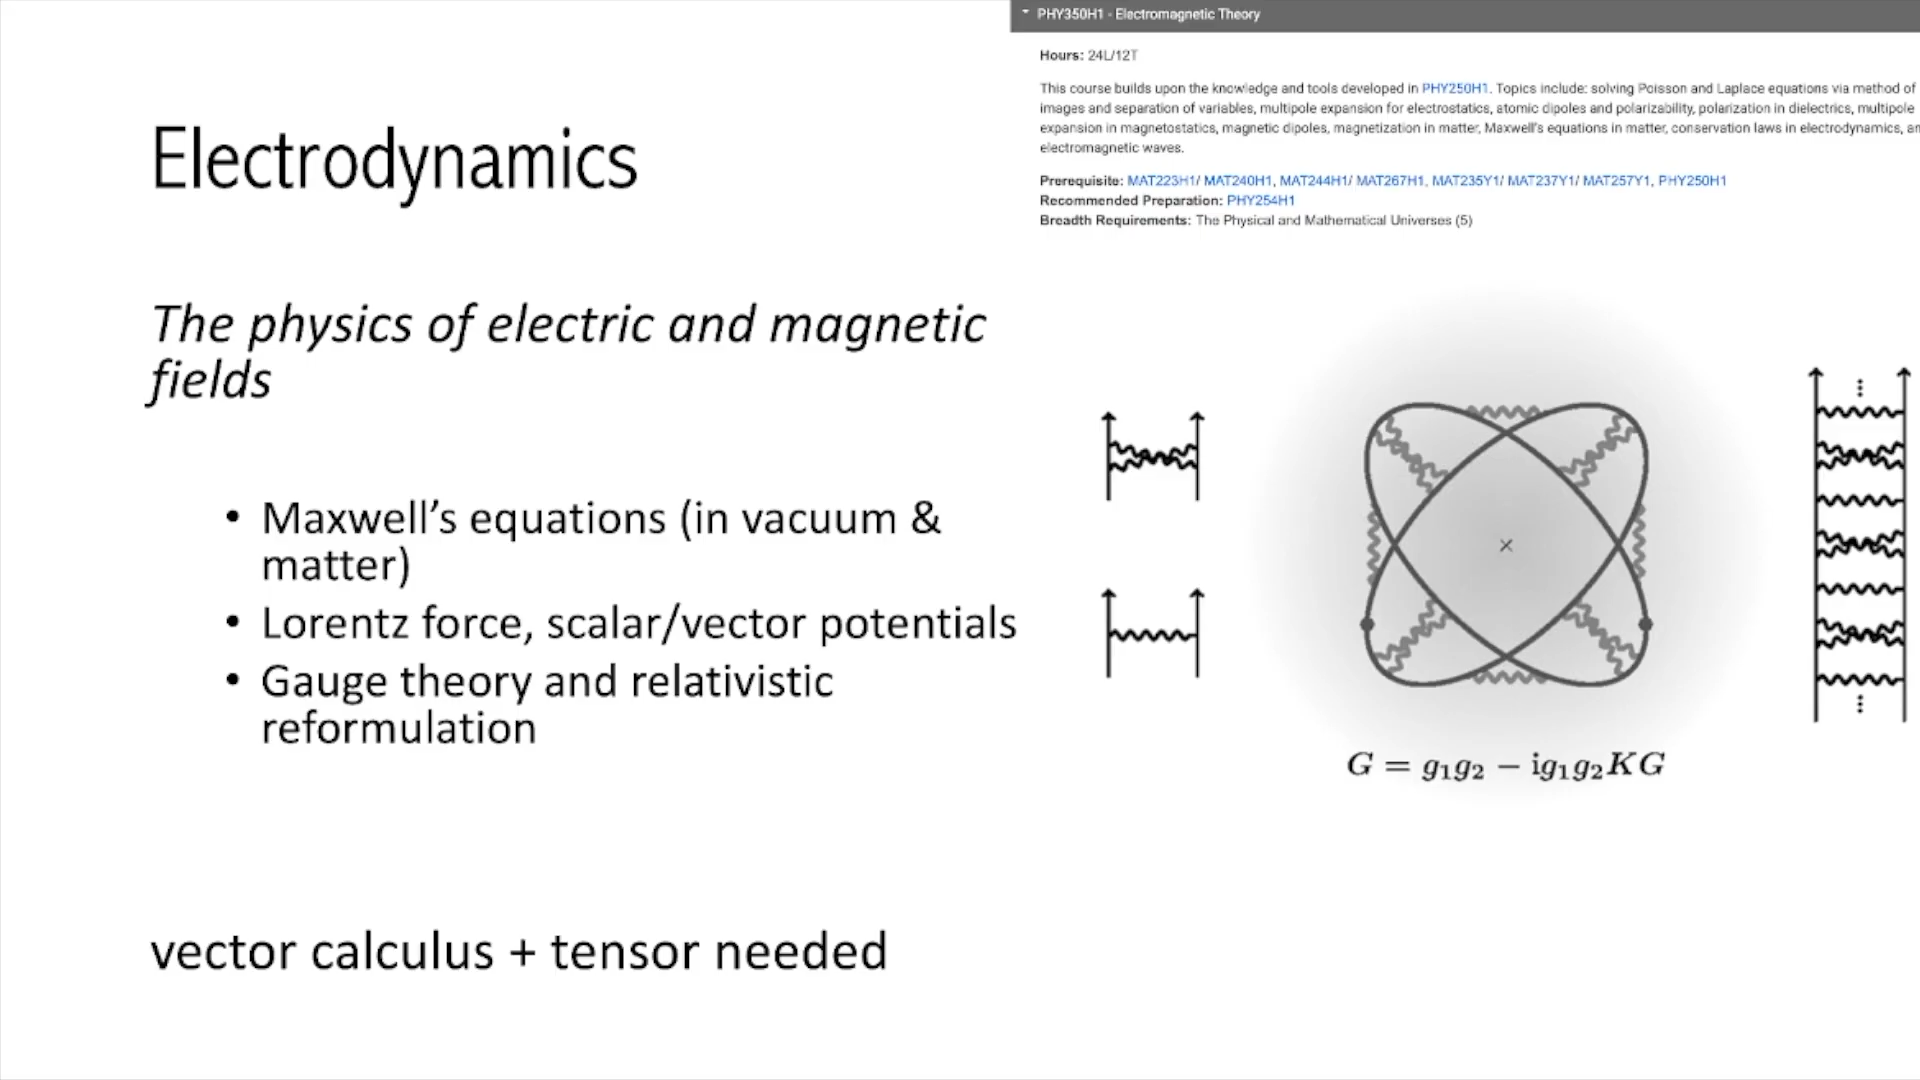 PHY350H1 - Electromagnetic Theory
Hours: 24L/12T
This course builds upon the knowledge and tools developed in PHY250H1. Topics include: solving Poisson and Laplace equations via method of
images and separation of variables, multipole expansion for electrostatics, atomic dipoles and polarizability, polarization in dielectrics, multipole
expansion in magnetostatics, magnetic dipoles, magnetization in matter, Maxwell's equations in matter, conservation laws in electrodynamics,
electromagnetic waves.
Prerequisite: MAT223H1/ MAT240H1, MAT244H1/ MAT267H1, MAT235Y1/ MAT237Y1/ MAT257Y1, PHY250H1
Recommended Preparation: PHY254H1
Breadth Requirements: The Physical and Mathematical Universes (5)
Electrodynamics
The physics of electric and magnetic
fields
• Maxwell’s equations (in vacuum &
matter)
• Lorentz force, scalar/vector potentials
• Gauge theory and relativistic
reformulation
G = g₁g₂ − ig₁g₂KG
vector calculus + tensor needed